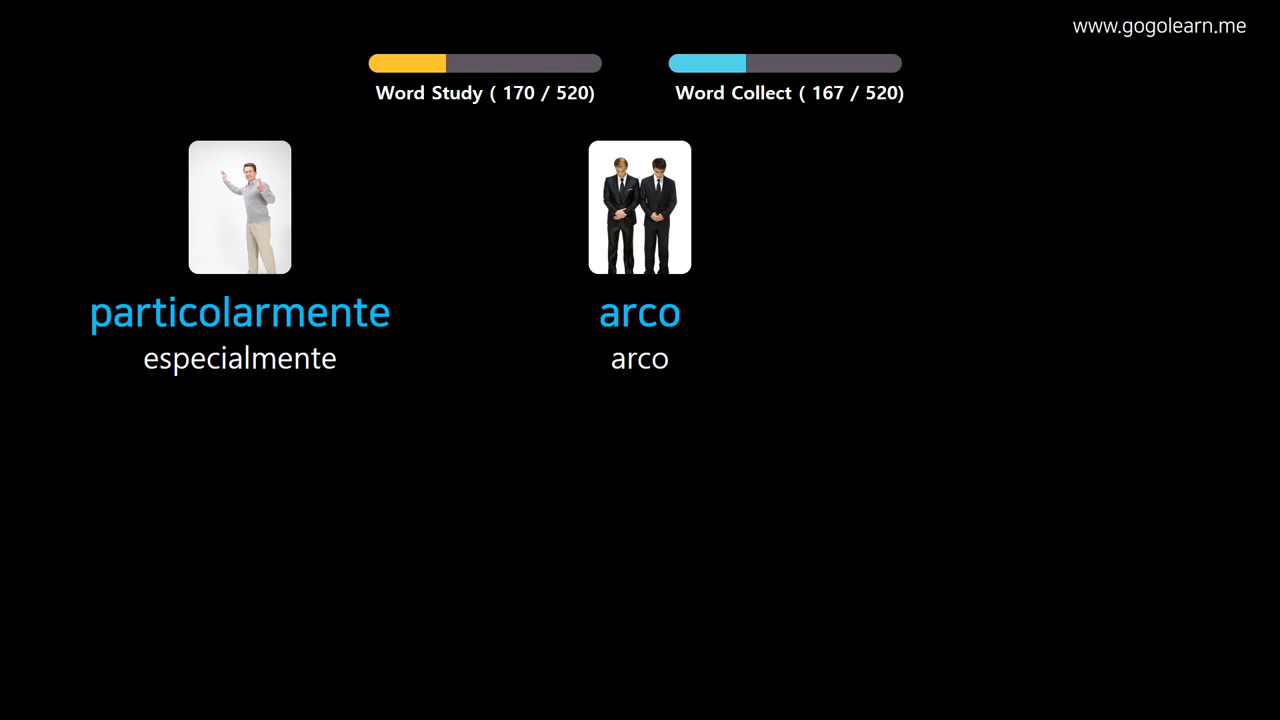 www.gogolearn.me
Word Study ( 170 / 520)
Word Collect ( 167 / 520)
particolarmente
especialmente
arco
arco